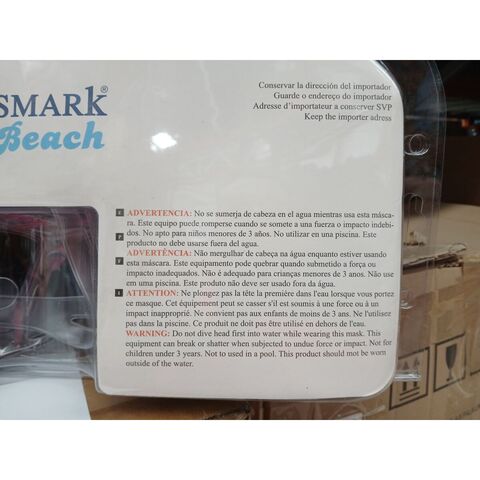 SMARK®
Beach
Conservar la dirección del importador
Guarde o endereço do importador
Adresse d'importateur a conserver SVP
Keep the importer adress
E ADVERTENCIA: No se sumerja de cabeza en el agua mientras usa esta másca-
ra. Este equipo puede romperse cuando se somete a una fuerza o impacto indebi-
P dos. No apto para niños menores de 3 años. No utilizar en una piscina. Este
producto no debe usarse fuera del agua.
ADVERTÊNCIA: Não mergulhar de cabeça na água enquanto estiver usando
F esta máscara. Este equipamento pode quebrar quando submetido a força ou
impacto inadequados. Não é adequado para crianças menores de 3 anos. Não use
em uma piscina. Este produto não deve ser usado fora da água.
ATTENTION: Ne plongez pas la tête la première dans l'eau lorsque vous portez
ce masque. Cet équipement peut se casser s'il est soumis à une force ou à un
impact inapproprié. Ne convient pas aux enfants de moins de 3 ans. Ne l'utilisez
pas dans la piscine. Ce produit ne doit pas être utilisé en dehors de l'eau.
WARNING: Do not dive head first into water while wearing this mask. This
equipment can break or shatter when subjected to undue force or impact. Not for
children under 3 years. Not to used in a pool. This product should mot be worn
outside of the water.